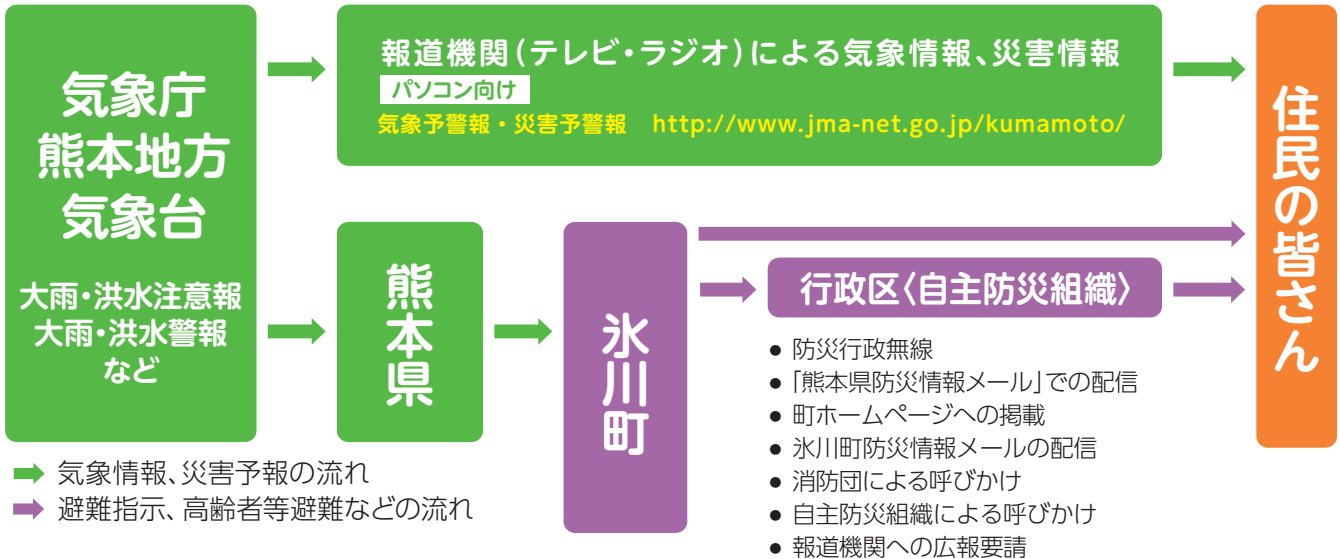 気象庁
熊本地方
気象台
大雨・洪水注意報
大雨・洪水警報
など
報道機関(テレビ・ラジオ)による気象情報、災害情報
パソコン向け
気象予警報・災害予警報 http://www.jma-net.go.jp/kumamoto/
熊本県
氷川町
行政区〈自主防災組織〉
● 防災行政無線
● 「熊本県防災情報メール」での配信
● 町ホームページへの掲載
● 氷川町防災情報メールの配信
● 消防団による呼びかけ
● 自主防災組織による呼びかけ
● 報道機関への広報要請
住民の皆さん
気象情報、災害予報の流れ
避難指示、高齢者等避難などの流れ